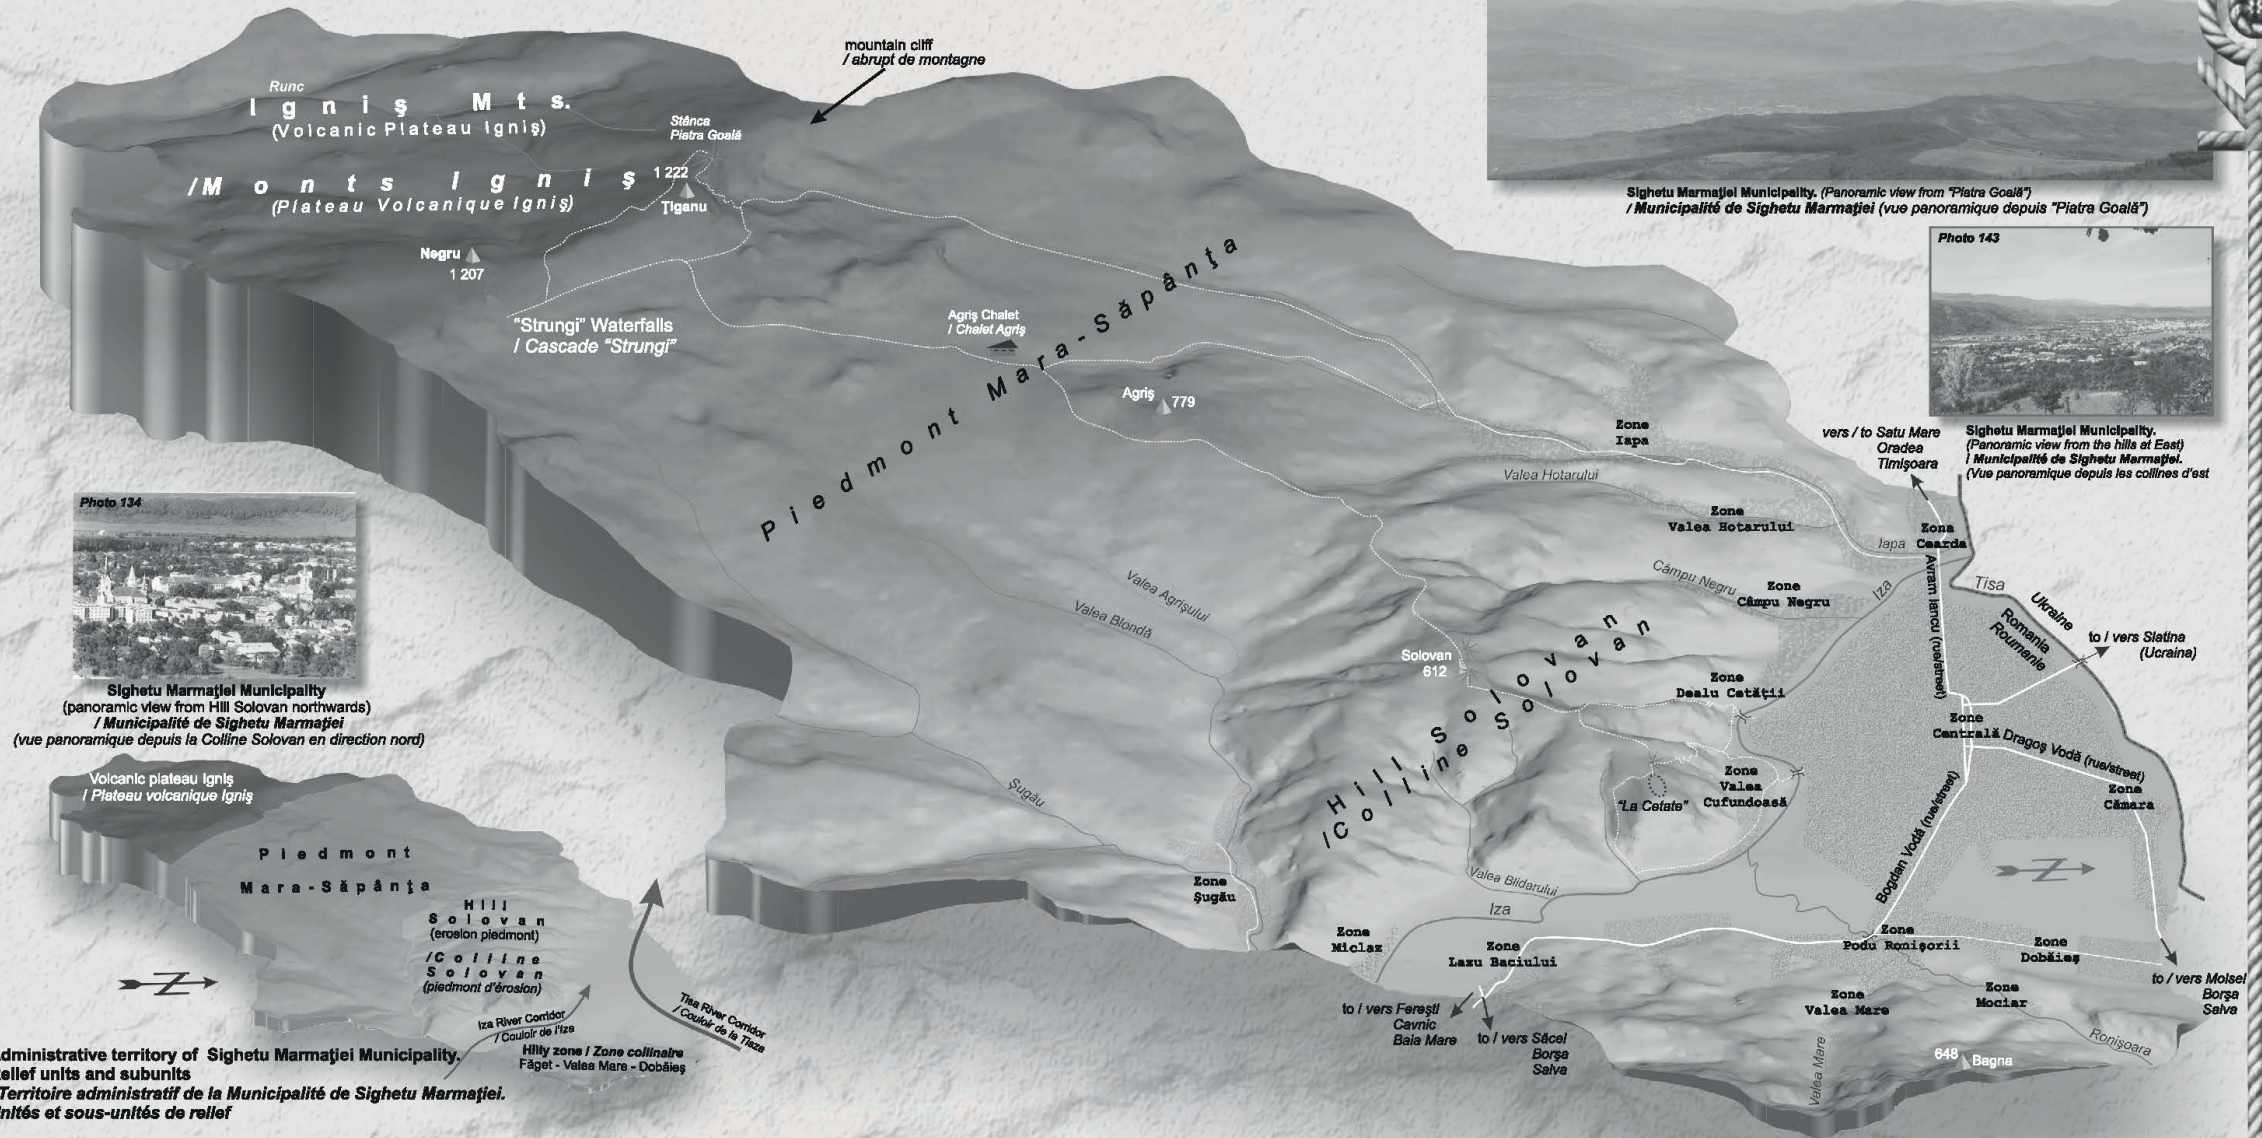 mountain cliff
/ abrupt de montagne
Runc
Igniş Mts.
(Volcanic Plateau Igniş)
/Monts Igniş
(Plateau Volcanique Igniş)
Stânca
Piatra Goală
1 222
Ţiganu
Negru
1 207
"Strungi" Waterfalls
/ Cascade "Strungi"
Agriş Chalet
/ Chalet Agriş
Piedmont Mara-Săpânţa
Agriş 779
Sighetu Marmaţiei Municipality. (Panoramic view from "Piatra Goală")
/ Municipalité de Sighetu Marmaţiei (vue panoramique depuis "Piatra Goală")
Photo 143
Sighetu Marmaţiei Municipality.
(Panoramic view from the hills at East)
/ Municipalité de Sighetu Marmaţiei.
(Vue panoramique depuis les collines d'est
vers / to Satu Mare
Oradea
Timişoara
Zone
Iapa
Valea Hotarului
Zone
Valea Hotarului
Zona
Cearda
Iapa
Câmpu Negru
Zone
Câmpu Negru
Iza
Avram Iancu (rue/street)
Tisa
Ukraine
Romania
Roumanie
to / vers Slatina
(Ucraina)
Photo 134
Sighetu Marmaţiei Municipality
(panoramic view from Hill Solovan northwards)
/ Municipalité de Sighetu Marmaţiei
(vue panoramique depuis la Colline Solovan en direction nord)
Valea Agrişului
Valea Blondă
Solovan
612
Hill Solovan
/Colline Solovan
Zone
Dealu Cetăţii
Zone
Centrală
Dragoş Vodă (rue/street)
Zone
Cămara
Zone
Valea
Cufundoasă
"La Cetate"
Bogdan Vodă (rue/street)
Şugău
Zone
Şugău
Valea Blidarului
Iza
Zone
Miclaz
Zone
Lazu Baciului
Zone
Podu Ronişorii
Zone
Dobăieş
Zone
Valea Mare
Zone
Mociar
Ronişoara
Valea Mare
648 Bagna
to / vers Moisei
Borşa
Salva
to / vers Fereşti
Cavnic
Baia Mare
to / vers Săcel
Borşa
Salva
Volcanic plateau Igniş
/ Plateau volcanique Igniş
Piedmont
Mara-Săpânţa
Hill
Solovan
(erosion piedmont)
/Colline
Solovan
(piedmont d'érosion)
Iza River Corridor
/ Couloir de l'Iza
Tisa River Corridor
/ Couloir de la Tisza
Hilly zone / Zone collinaire
Făget - Valea Mare - Dobăieş
dministrative territory of Sighetu Marmaţiei Municipality.
elief units and subunits
Territoire administratif de la Municipalité de Sighetu Marmaţiei.
nités et sous-unités de relief